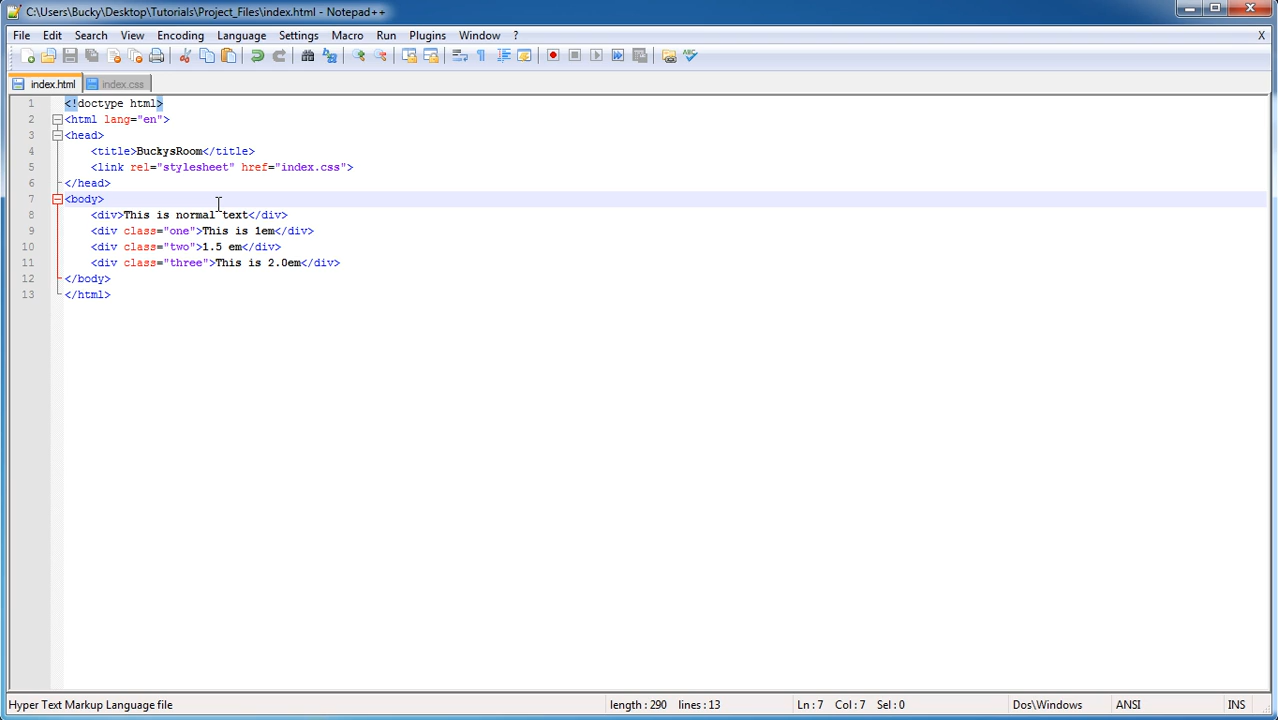 C:\Users\Bucky\Desktop\Tutorials\Project_Files\index.html - Notepad++
File Edit Search View Encoding Language Settings Macro Run Plugins Window ? X
index.html index.css
1 <!doctype html>
2 <html lang="en">
3 <head>
4 <title>BuckysRoom</title>
5 <link rel="stylesheet" href="index.css">
6 </head>
7 <body>
8 <div>This is normal text</div>
9 <div class="one">This is 1em</div>
10 <div class="two">1.5 em</div>
11 <div class="three">This is 2.0em</div>
12 </body>
13 </html>
Hyper Text Markup Language file length : 290 lines : 13 Ln : 7 Col : 7 Sel : 0 Dos\Windows ANSI INS